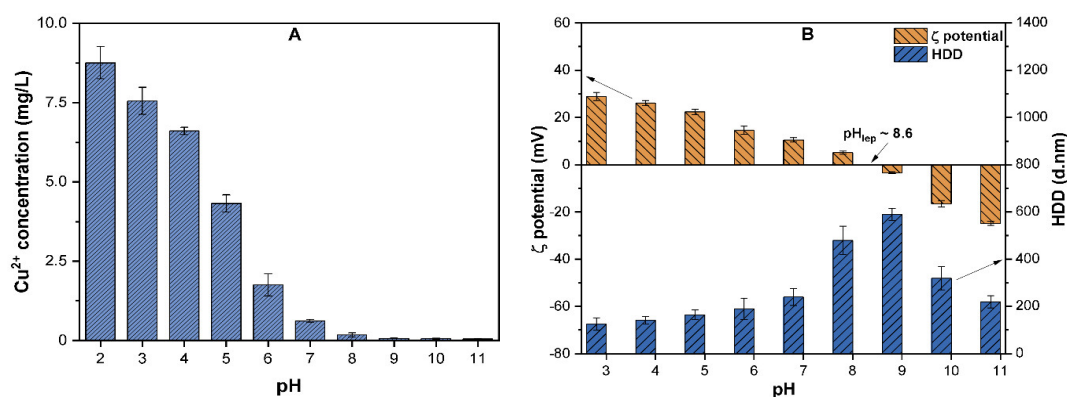 A
Cu²⁺ concentration (mg/L)
10.0
7.5
5.0
2.5
0
2 3 4 5 6 7 8 9 10 11
pH
B
ζ potential
HDD
pH_iep ~ 8.6
ζ potential (mV)
60
40
20
0
-20
-40
-60
-80
HDD (d.nm)
1400
1200
1000
800
600
400
200
0
3 4 5 6 7 8 9 10 11
pH